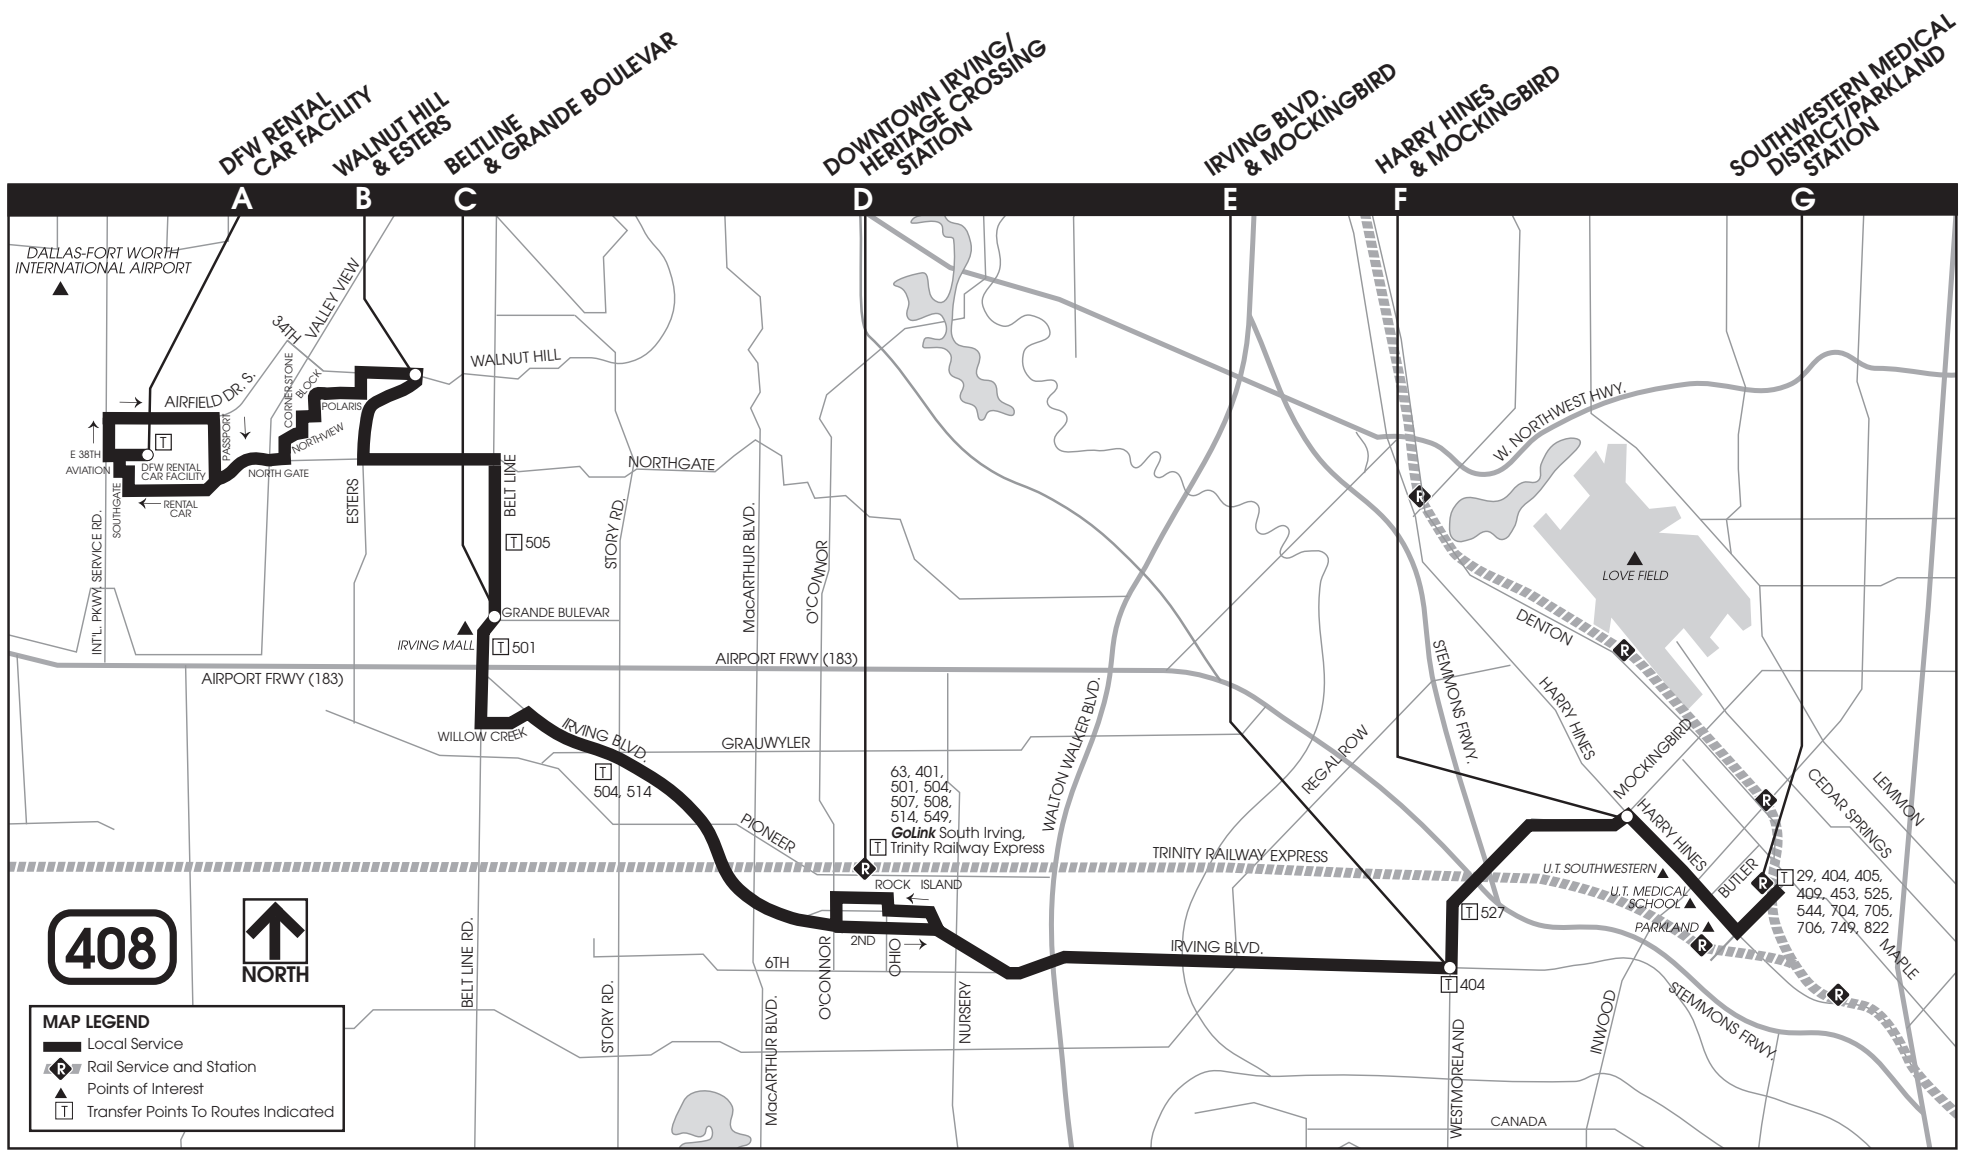 DFW RENTAL
CAR FACILITY
WALNUT HILL
& ESTERS
BELTLINE
& GRANDE BOULEVAR
DOWNTOWN IRVING/
HERITAGE CROSSING
STATION
IRVING BLVD.
& MOCKINGBIRD
HARRY HINES
& MOCKINGBIRD
SOUTHWESTERN MEDICAL
DISTRICT/PARKLAND
STATION
A
B
C
D
E
F
G
DALLAS-FORT WORTH
INTERNATIONAL AIRPORT
34TH
VALLEY VIEW
WALNUT HILL
AIRFIELD DR. S.
CORNERSTONE
BLOCK
POLARIS
PASSPORT
NORTHVIEW
E 38TH
T
AVIATION
DFW RENTAL
CAR FACILITY
NORTH GATE
SOUTHGATE
RENTAL
CAR
INT'L. PKWY. SERVICE RD.
ESTERS
BELT LINE
NORTHGATE
STORY RD.
MacARTHUR BLVD.
O'CONNOR
T 505
GRANDE BULEVAR
IRVING MALL
T 501
AIRPORT FRWY (183)
AIRPORT FRWY (183)
WILLOW CREEK
IRVING BLVD.
GRAUWYLER
T
504, 514
63, 401,
501, 504,
507, 508,
514, 549,
GoLink South Irving,
T Trinity Railway Express
PIONEER
R
ROCK ISLAND
2ND
OHIO
6TH
O'CONNOR
NURSERY
BELT LINE RD.
STORY RD.
MacARTHUR BLVD.
WALTON WALKER BLVD.
TRINITY RAILWAY EXPRESS
IRVING BLVD.
REGAL ROW
STEMMONS FRWY.
W. NORTHWEST HWY.
R
LOVE FIELD
DENTON
R
HARRY HINES
MOCKINGBIRD
HARRY HINES
R
CEDAR SPRINGS
LEMMON
BUTLER
U.T. SOUTHWESTERN
U.T. MEDICAL
SCHOOL
PARKLAND
R
R
T 29, 404, 405,
409, 453, 525,
544, 704, 705,
706, 749, 822
MAPLE
R
T 527
T 404
INWOOD
STEMMONS FRWY.
WESTMORELAND
CANADA
408
NORTH
MAP LEGEND
Local Service
R Rail Service and Station
Points of Interest
T Transfer Points To Routes Indicated